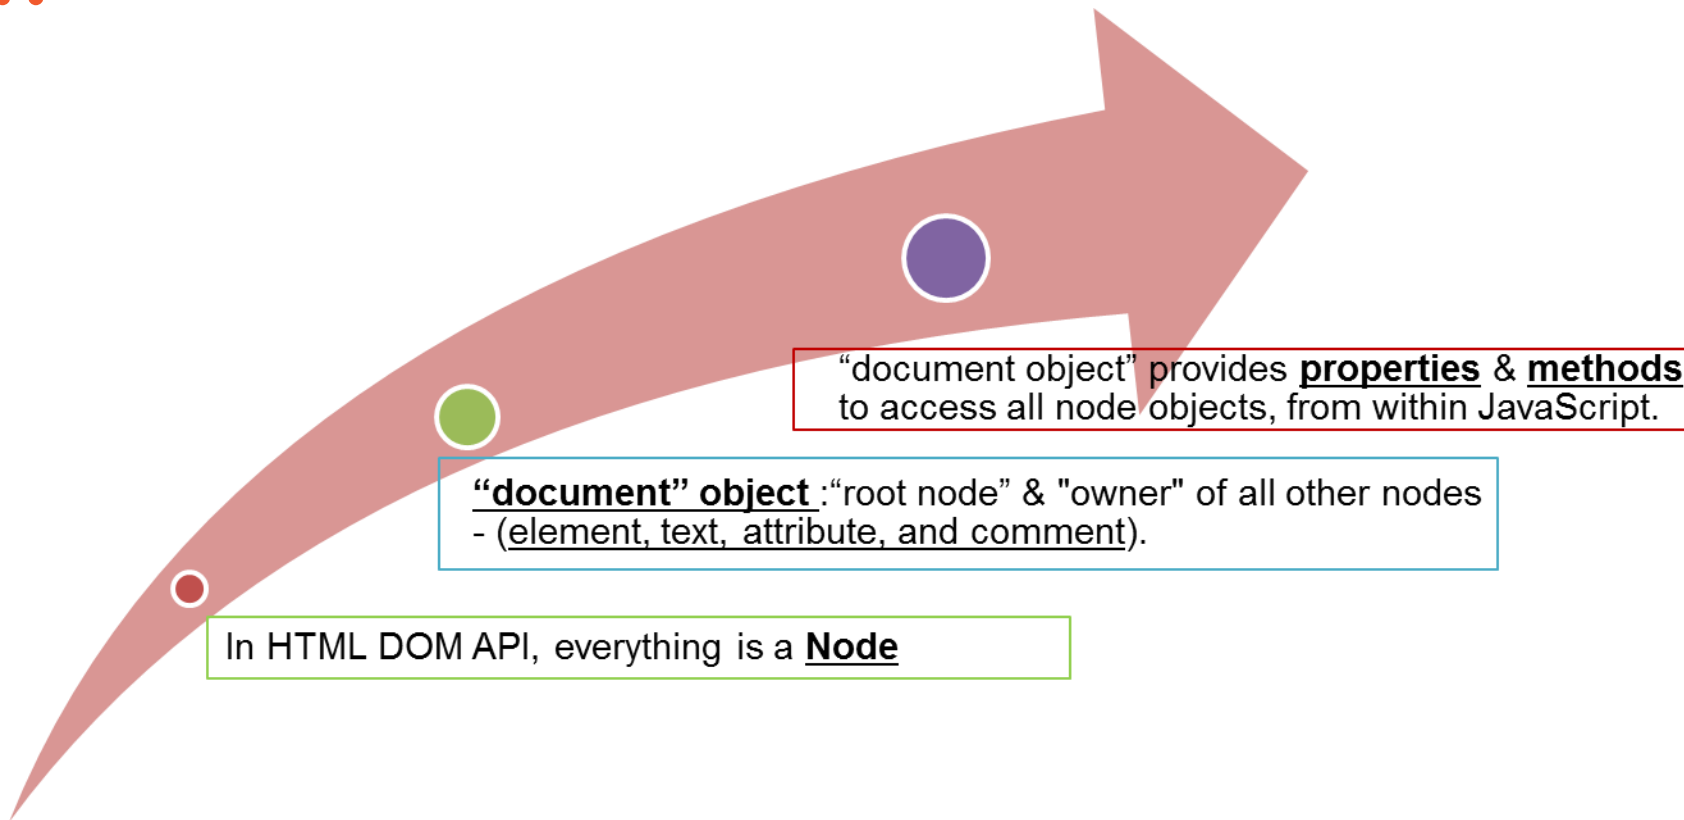 “document object” provides properties & methods
to access all node objects, from within JavaScript.
“document” object :“root node” & "owner" of all other nodes
- (element, text, attribute, and comment).
In HTML DOM API, everything is a Node